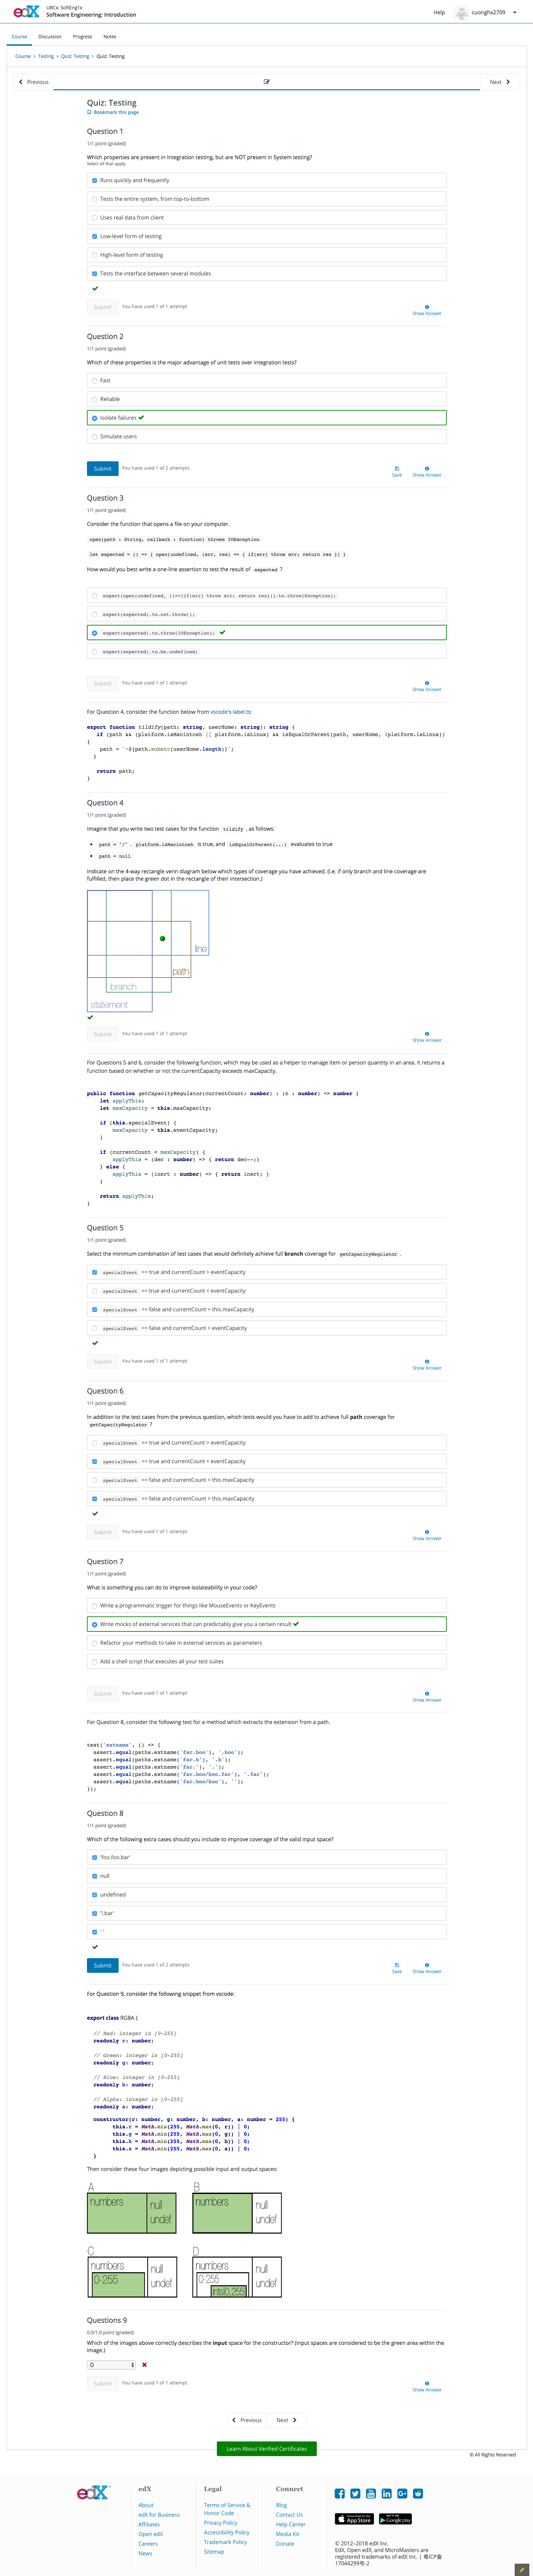 edX
UBCx: SoftEng1x
Software Engineering: Introduction
Help
cuonghx2709
Course Discussion Progress Notes
Course > Testing > Quiz: Testing > Quiz: Testing
Previous
Next
Quiz: Testing
Bookmark this page
Question 1
1/1 point (graded)
Which properties are present in integration testing, but are NOT present in System testing?
Select all that apply.
Runs quickly and frequently
Tests the entire system, from top-to-bottom
Uses real data from client
Low-level form of testing
High-level form of testing
Tests the interface between several modules
Submit
You have used 1 of 1 attempt
Show Answer
Question 2
1/1 point (graded)
Which of these properties is the major advantage of unit tests over integration tests?
Fast
Reliable
Isolate failures
Simulate users
Submit
You have used 1 of 2 attempts
Save
Show Answer
Question 3
1/1 point (graded)
Consider the function that opens a file on your computer.
open(path : String, callback : function) throws IOException
let expected = () => { open(undefined, (err, res) => { if(err) throw err; return res }) }
How would you best write a one-line assertion to test the result of expected ?
expect(open(undefined, ()=>{if(err) throw err; return res})).to.throw(Exception);
expect(expected).to.not.throw();
expect(expected).to.throw(IOException);
expect(expected).to.be.undefined;
Submit
You have used 1 of 1 attempt
Show Answer
For Question 4, consider the function below from vscode's label.ts:
export function tildify(path: string, userHome: string): string {
if (path && (platform.isMacintosh || platform.isLinux) && isEqualOrParent(path, userHome, !platform.isLinux))
{
path = `~${path.substr(userHome.length)}`;
}
return path;
}
Question 4
1/1 point (graded)
Imagine that you write two test cases for the function tildify, as follows:
path = '/' , platform.isMacintosh is true, and isEqualOrParent(...) evaluates to true
path = null
Indicate on the 4-way rectangle venn diagram below which types of coverage you have achieved. (i.e. if only branch and line coverage are
fulfilled, then place the green dot in the rectangle of their intersection.)
line
path
branch
statement
Submit
You have used 1 of 1 attempt
Show Answer
For Questions 5 and 6, consider the following function, which may be used as a helper to manage item or person quantity in an area. It returns a
function based on whether or not the currentCapacity exceeds maxCapacity.
public function getCapacityRegulator(currentCount: number) : (n : number) => number {
let applyThis;
let maxCapacity = this.maxCapacity;
if (this.specialEvent) {
maxCapacity = this.eventCapacity;
}
if (currentCount < maxCapacity) {
applyThis = (dec : number) => { return dec--;}
} else {
applyThis = (inert : number) => { return inert; }
}
return applyThis;
}
Question 5
1/1 point (graded)
Select the minimum combination of test cases that would definitely achieve full branch coverage for getCapacityRegulator .
specialEvent == true and currentCount > eventCapacity
specialEvent == true and currentCount < eventCapacity
specialEvent == false and currentCount < this.maxCapacity
specialEvent == false and currentCount > eventCapacity
Submit
You have used 1 of 1 attempt
Show Answer
Question 6
1/1 point (graded)
In addition to the test cases from the previous question, which tests would you have to add to achieve full path coverage for
getCapacityRegulator ?
specialEvent == true and currentCount > eventCapacity
specialEvent == true and currentCount < eventCapacity
specialEvent == false and currentCount < this.maxCapacity
specialEvent == false and currentCount > this.maxCapacity
Submit
You have used 1 of 1 attempt
Show Answer
Question 7
1/1 point (graded)
What is something you can do to improve isolateability in your code?
Write a programmatic trigger for things like MouseEvents or KeyEvents
Write mocks of external services that can predictably give you a certain result
Refactor your methods to take in external services as parameters
Add a shell script that executes all your test suites
Submit
You have used 1 of 1 attempt
Show Answer
For Question 8, consider the following test for a method which extracts the extension from a path.
test('extname', () => {
assert.equal(paths.extname('far.boo'), '.boo');
assert.equal(paths.extname('far.b'), '.b');
assert.equal(paths.extname('far.'), '.');
assert.equal(paths.extname('far.boo/boo.far'), '.far');
assert.equal(paths.extname('far.boo/boo'), '');
});
Question 8
1/1 point (graded)
Which of the following extra cases should you include to improve coverage of the valid input space?
'foo.foo.bar'
null
undefined
'!.bar'
' '
Submit
You have used 1 of 2 attempts
Save
Show Answer
For Question 9, consider the following snippet from vscode:
export class RGBA {
// Red: integer in [0-255]
readonly r: number;
// Green: integer in [0-255]
readonly g: number;
// Blue: integer in [0-255]
readonly b: number;
// Alpha: integer in [0-255]
readonly a: number;
constructor(r: number, g: number, b: number, a: number = 255) {
this.r = Math.min(255, Math.max(0, r)) | 0;
this.g = Math.min(255, Math.max(0, g)) | 0;
this.b = Math.min(255, Math.max(0, b)) | 0;
this.a = Math.min(255, Math.max(0, a)) | 0;
}
Then consider these four images depicting possible input and output spaces:
A
numbers
null
undef
B
numbers
null
undef
C
numbers
0-255
null
undef
D
numbers
0-255
ints[0,255]
null
undef
Questions 9
0.0/1.0 point (graded)
Which of the images above correctly describes the input space for the constructor? (Input spaces are considered to be the green area within the
image.)
D
Submit
You have used 1 of 1 attempt
Show Answer
Previous
Next
Learn About Verified Certificates
© All Rights Reserved
edX
edX
About
edX for Business
Affiliates
Open edX
Careers
News
Legal
Terms of Service &
Honor Code
Privacy Policy
Accessibility Policy
Trademark Policy
Sitemap
Connect
Blog
Contact Us
Help Center
Media Kit
Donate
App Store
Google play
© 2012–2018 edX Inc.
EdX, Open edX, and MicroMasters are
registered trademarks of edX Inc. | 粤ICP备
17044299号-2